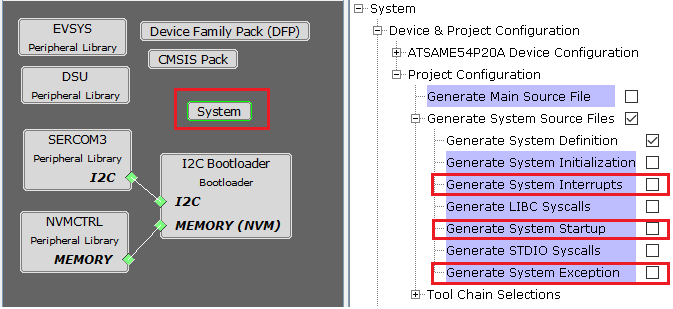 EVSYS
Peripheral Library
Device Family Pack (DFP)
CMSIS Pack
DSU
Peripheral Library
System
SERCOM3
Peripheral Library
I2C
I2C Bootloader
Bootloader
I2C
MEMORY (NVM)
NVMCTRL
Peripheral Library
MEMORY
System
Device & Project Configuration
ATSAME54P20A Device Configuration
Project Configuration
Generate Main Source File
Generate System Source Files
Generate System Definition
Generate System Initialization
Generate System Interrupts
Generate LIBC Syscalls
Generate System Startup
Generate STDIO Syscalls
Generate System Exception
Tool Chain Selections